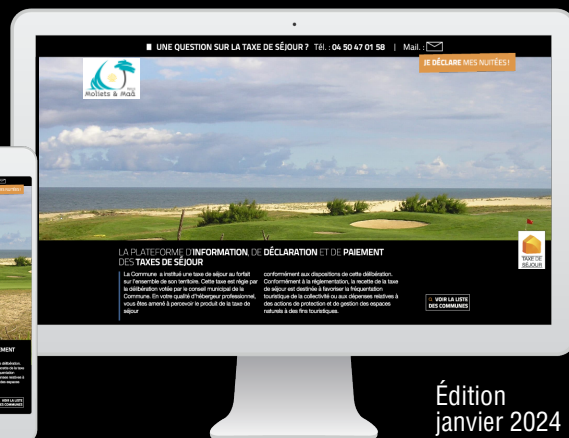 UNE QUESTION SUR LA TAXE DE SÉJOUR ? Tél. : 04 50 47 01 58 | Mail. :
JE DÉCLARE MES NUITÉES !
Moliets & Maâ
LA PLATEFORME D'INFORMATION, DE DÉCLARATION ET DE PAIEMENT
DES TAXES DE SÉJOUR
La Commune a institué une taxe de séjour au forfait
sur l'ensemble de son territoire. Cette taxe est régie par
la délibération votée par le conseil municipal de la
Commune. En votre qualité d'hébergeur professionnel,
vous êtes amené à percevoir le produit de la taxe de
séjour
conformément aux dispositions de cette délibération.
Conformément à la règlementation, la recette de la taxe
de séjour est destinée à favoriser la fréquentation
touristique de la collectivité ou aux dépenses relatives à
des actions de protection et de gestion des espaces
naturels à des fins touristiques.
TAXE DE
SÉJOUR
VOIR LA LISTE
DES COMMUNES
VOIR LA LISTE
DES COMMUNES
Édition
janvier 2024